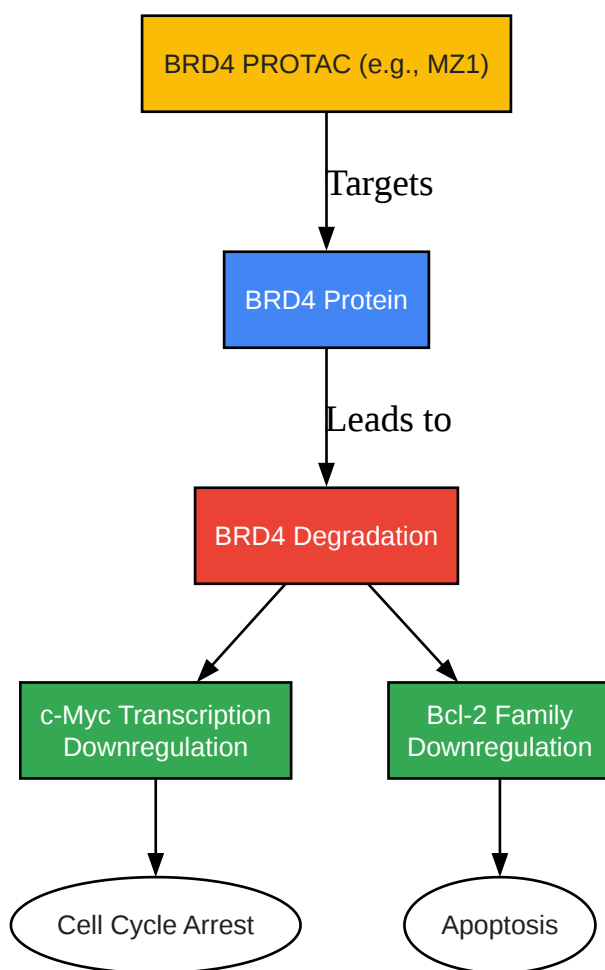 BRD4 PROTAC (e.g., MZ1)
Targets
BRD4 Protein
Leads to
BRD4 Degradation
c-Myc Transcription
Downregulation
Bcl-2 Family
Downregulation
Cell Cycle Arrest
Apoptosis